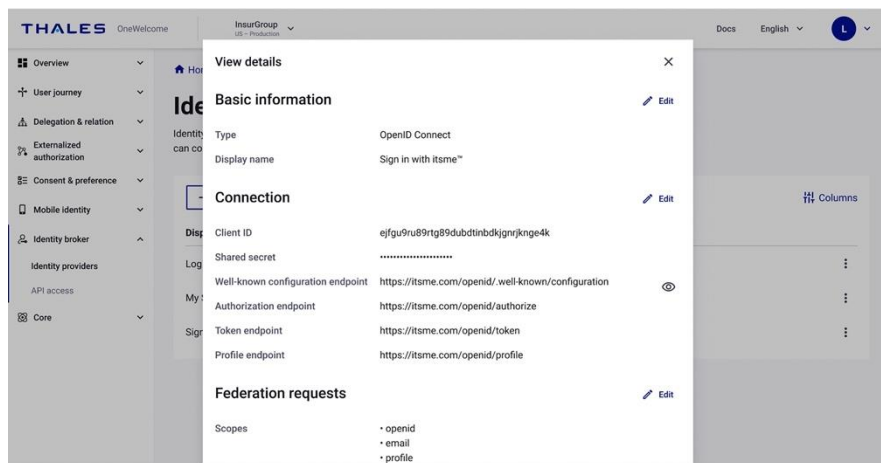 THALES OneWelcome
InsurGroup
US - Production
Docs
English
L
Overview
User journey
Delegation & relation
Externalized
authorization
Consent & preference
Mobile identity
Identity broker
Identity providers
API access
Core
Hor
Ide
Identity
can co
Columns
Disp
Log
My S
Sign
View details
Basic information
Edit
Type OpenID Connect
Display name Sign in with itsme™
Connection
Edit
Client ID ejfgu9ru89rtg89dubdtinbdkjgnrjknge4k
Shared secret ••••••••••••••••••••••
Well-known configuration endpoint https://itsme.com/openid/.well-known/configuration
Authorization endpoint https://itsme.com/openid/authorize
Token endpoint https://itsme.com/openid/token
Profile endpoint https://itsme.com/openid/profile
Federation requests
Edit
Scopes • openid
• email
• profile